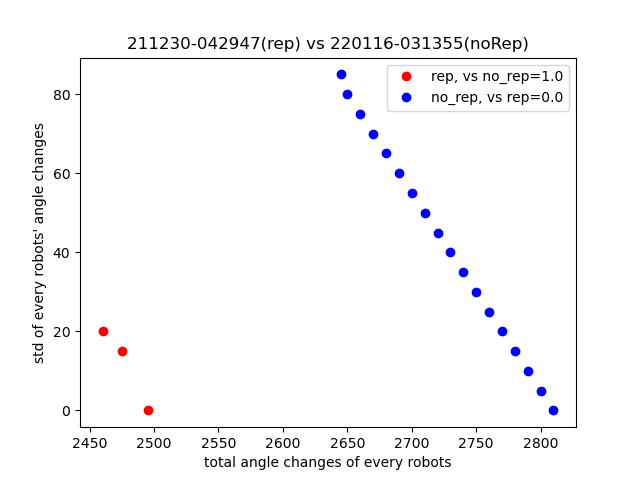 211230-042947(rep) vs 220116-031355(noRep)
rep, vs no_rep=1.0
no_rep, vs rep=0.0
std of every robots' angle changes
80
60
40
20
0
2450 2500 2550 2600 2650 2700 2750 2800
total angle changes of every robots